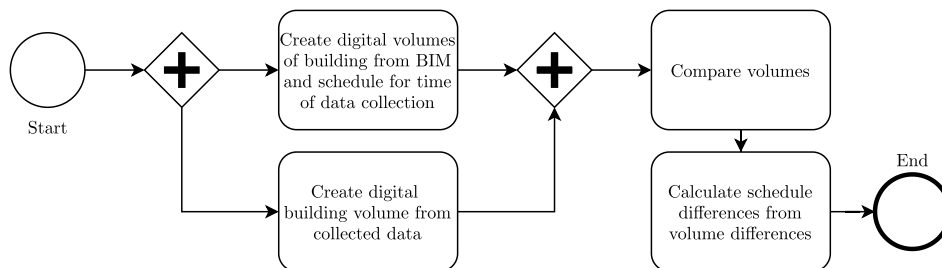 Start
Create digital volumes
of building from BIM
and schedule for time
of data collection
Create digital
building volume from
collected data
Compare volumes
Calculate schedule
differences from
volume differences
End